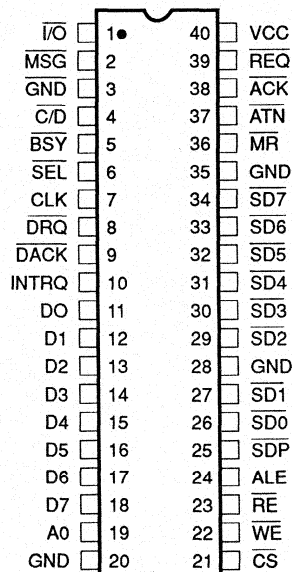 I/O 1 40 VCC
MSG 2 39 REQ
GND 3 38 ACK
C/D 4 37 ATN
BSY 5 36 MR
SEL 6 35 GND
CLK 7 34 SD7
DRQ 8 33 SD6
DACK 9 32 SD5
INTRQ 10 31 SD4
DO 11 30 SD3
D1 12 29 SD2
D2 13 28 GND
D3 14 27 SD1
D4 15 26 SD0
D5 16 25 SDP
D6 17 24 ALE
D7 18 23 RE
A0 19 22 WE
GND 20 21 CS